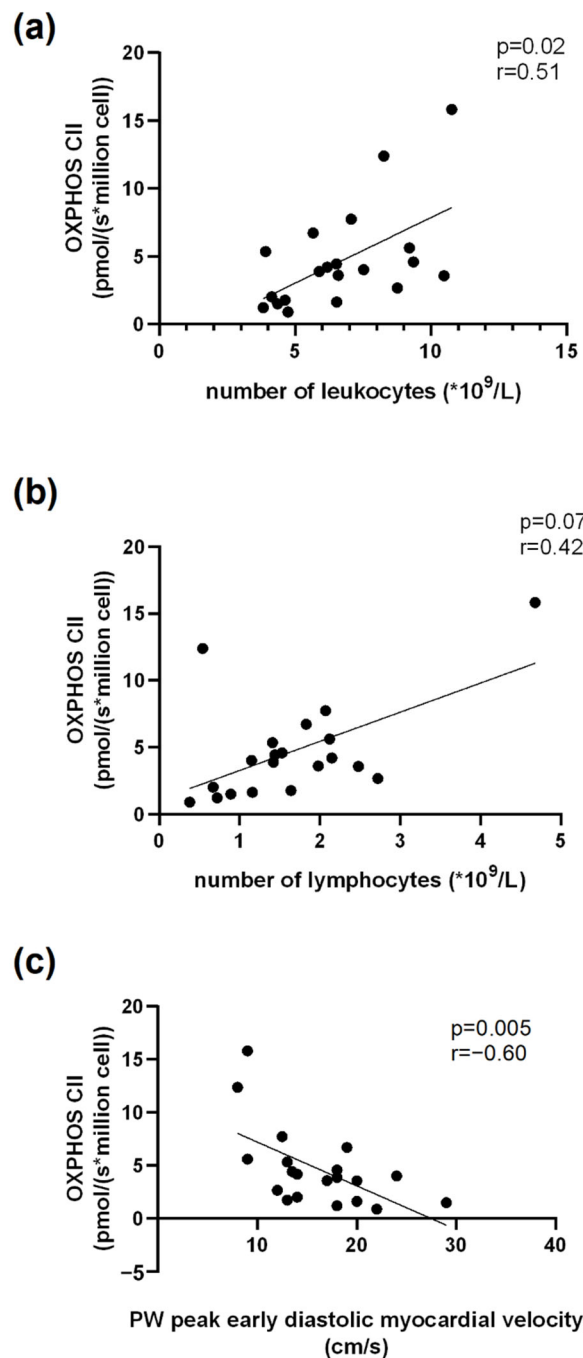 (a)
p=0.02
r=0.51
OXPHOS CII
(pmol/(s*million cell))
20
15
10
5
0
0 5 10 15
number of leukocytes (*10⁹/L)
(b)
p=0.07
r=0.42
OXPHOS CII
(pmol/(s*million cell))
20
15
10
5
0
0 1 2 3 4 5
number of lymphocytes (*10⁹/L)
(c)
p=0.005
r=−0.60
OXPHOS CII
(pmol/(s*million cell))
20
15
10
5
0
−5
10 20 30 40
PW peak early diastolic myocardial velocity
(cm/s)